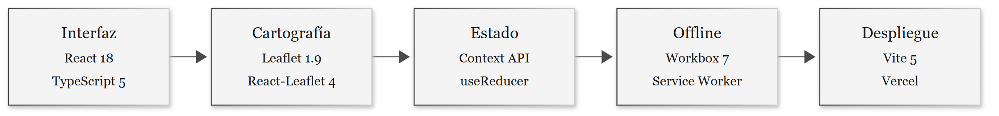 Interfaz
React 18
TypeScript 5
Cartografía
Leaflet 1.9
React-Leaflet 4
Estado
Context API
useReducer
Offline
Workbox 7
Service Worker
Despliegue
Vite 5
Vercel